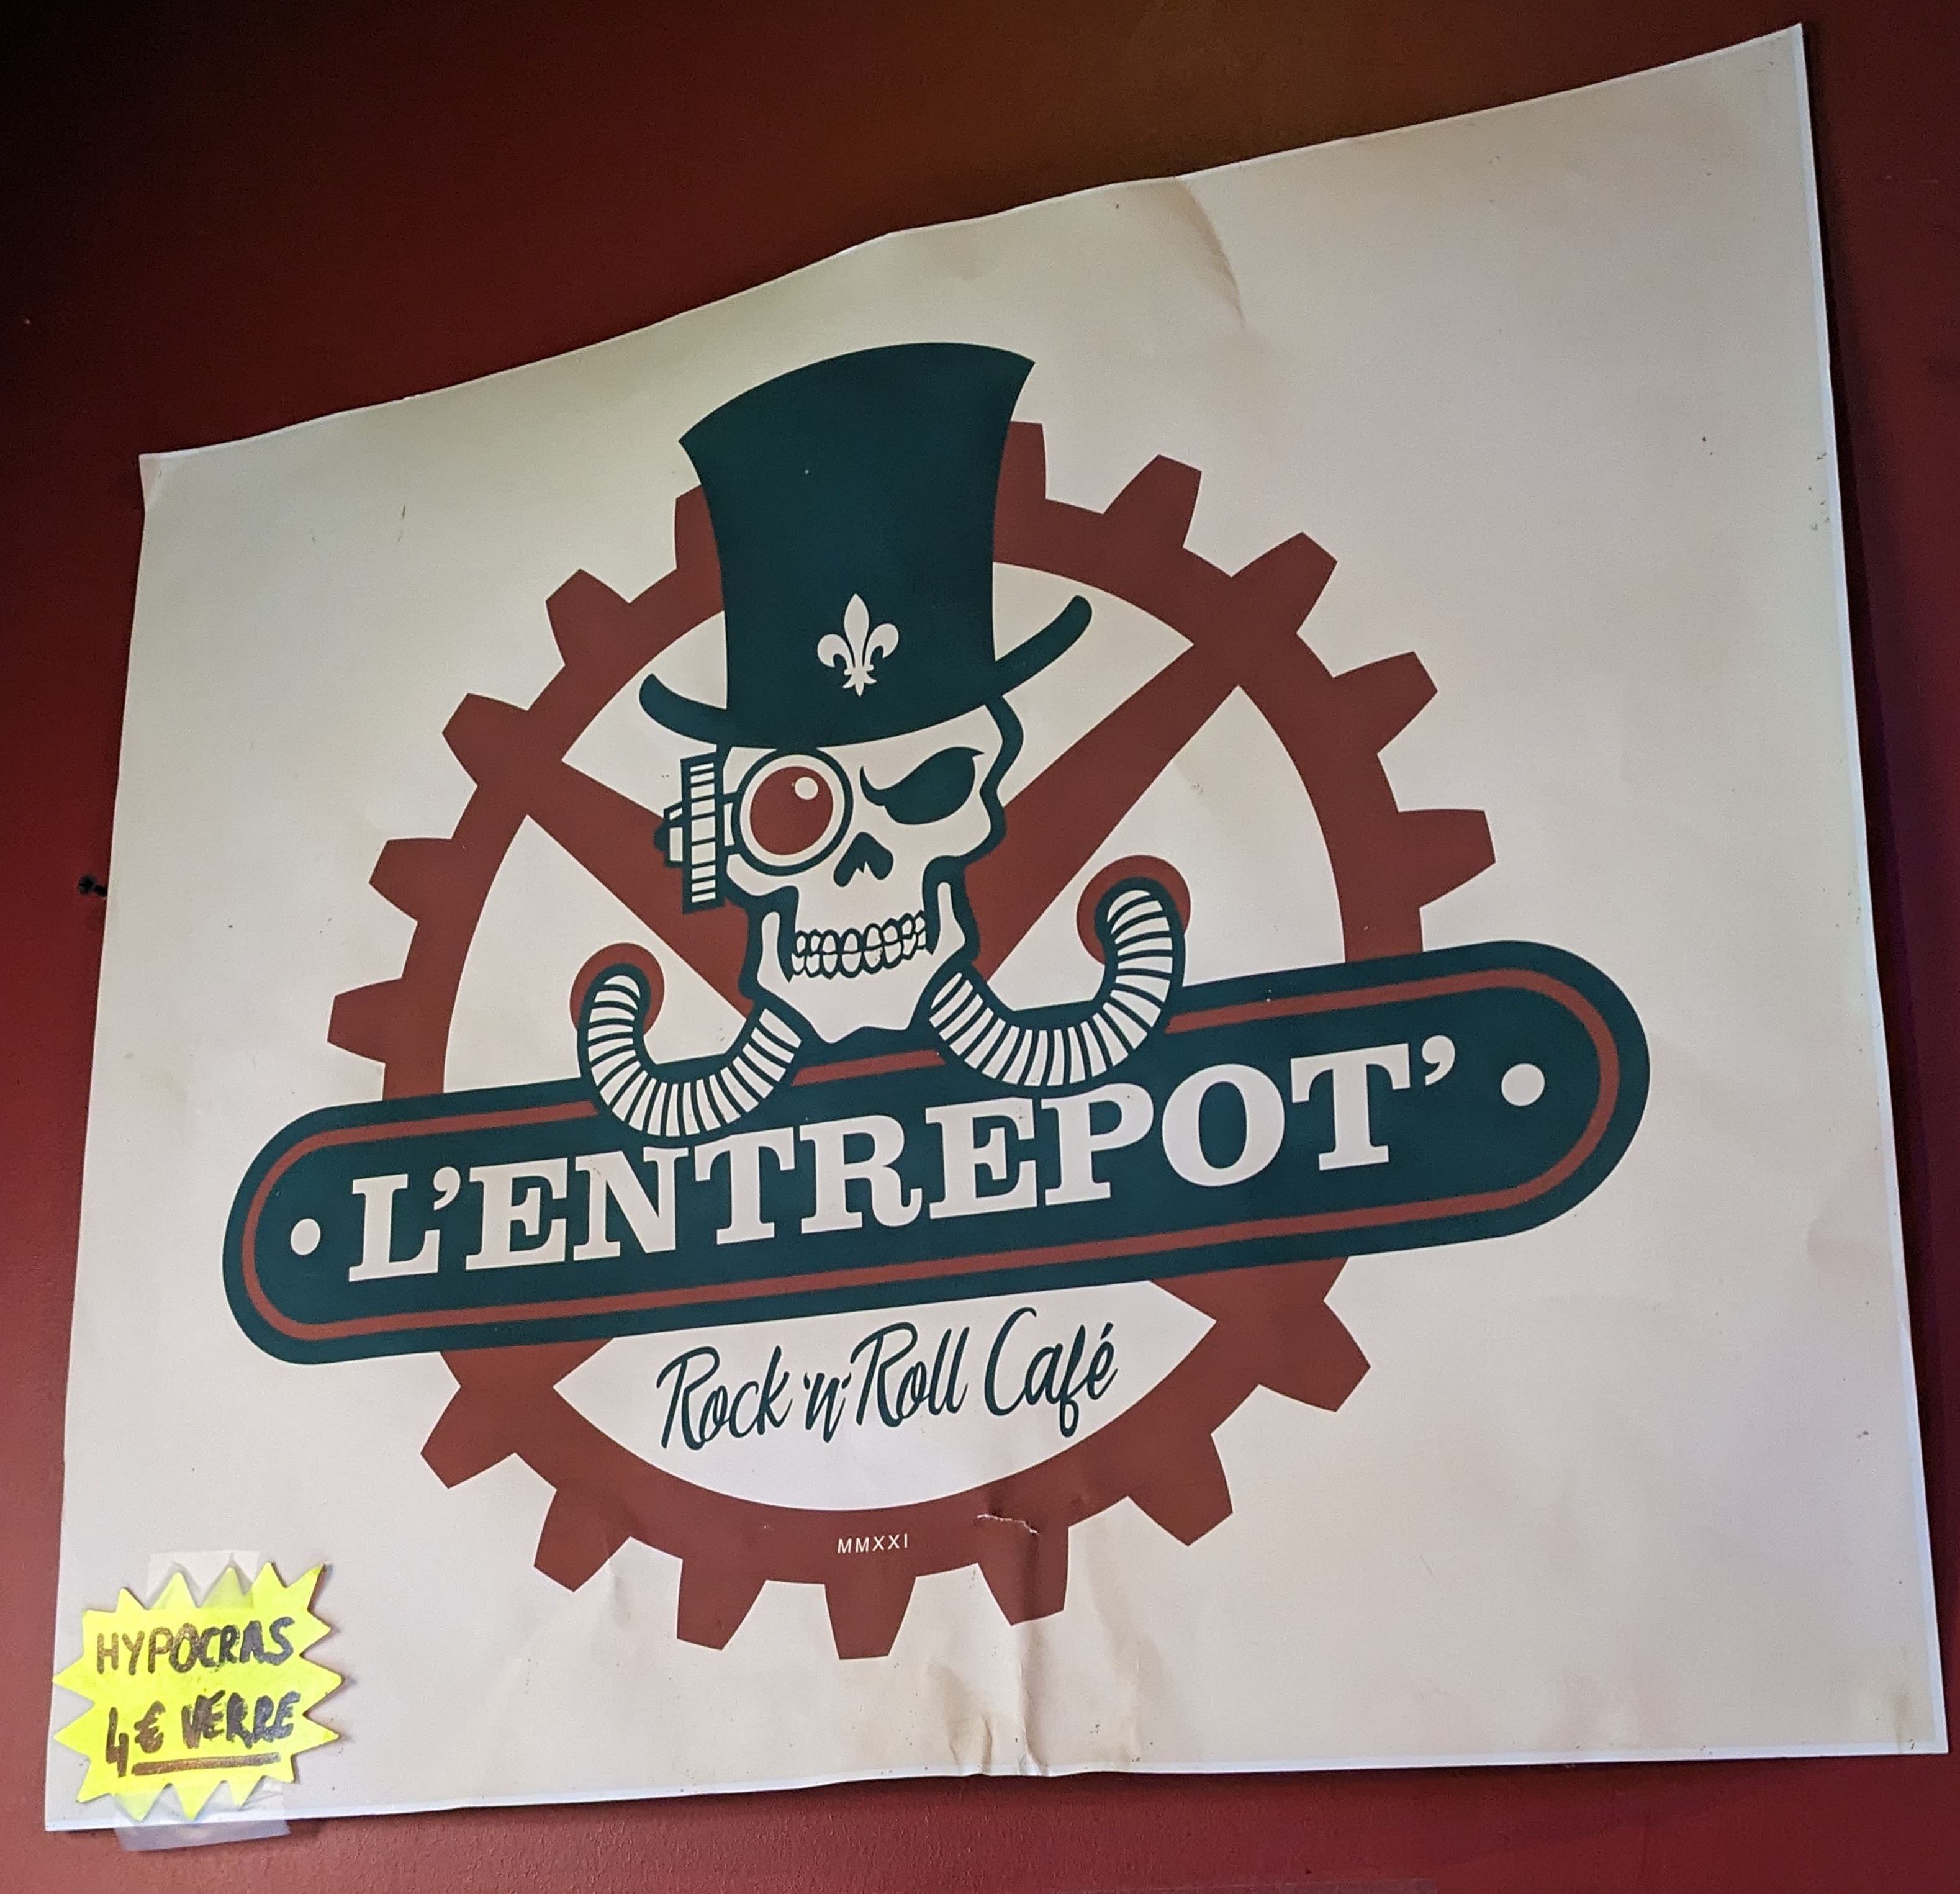 L'ENTREPOT'
Rock 'n' Roll Café
MMXXI
HYPOCRAS
4€ VERRE